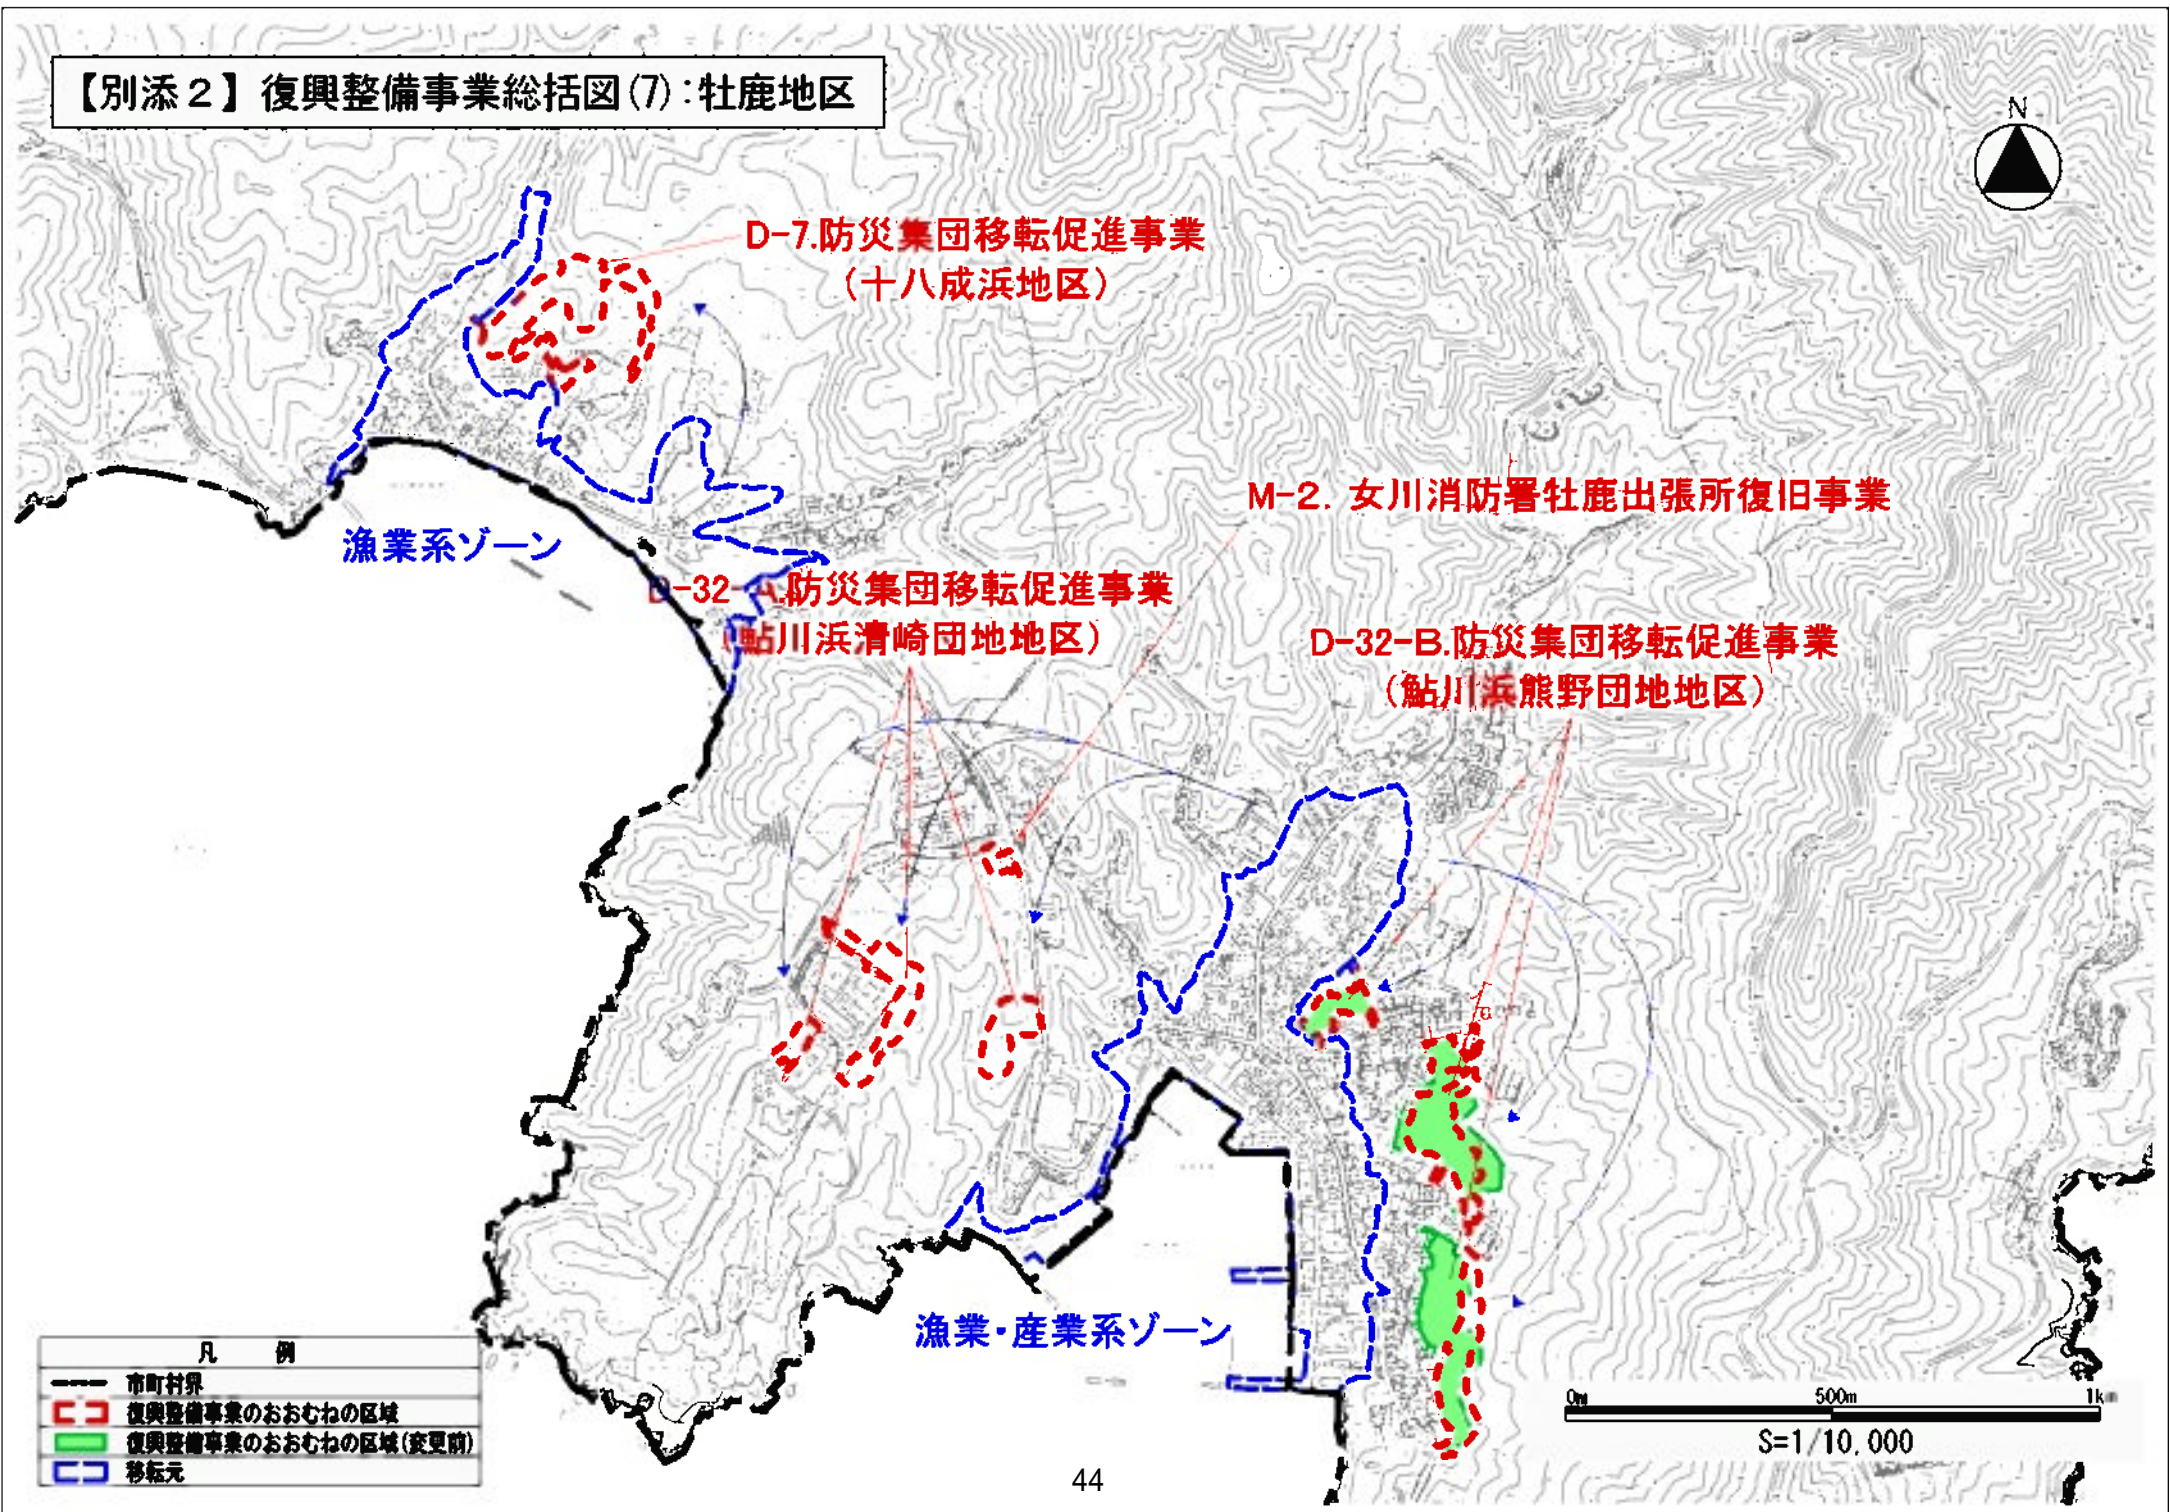 【別添２】復興整備事業総括図(7):牡鹿地区
N
D-7.防災集団移転促進事業
(十八成浜地区)
M-2. 女川消防署牡鹿出張所復旧事業
漁業系ゾーン
D-32-A.防災集団移転促進事業
(鮎川浜清崎団地地区)
D-32-B.防災集団移転促進事業
(鮎川浜熊野団地地区)
漁業・産業系ゾーン
凡 例
市町村界
復興整備事業のおおむねの区域
復興整備事業のおおむねの区域(変更前)
移転元
0m 500m 1km
S=1/10,000
44